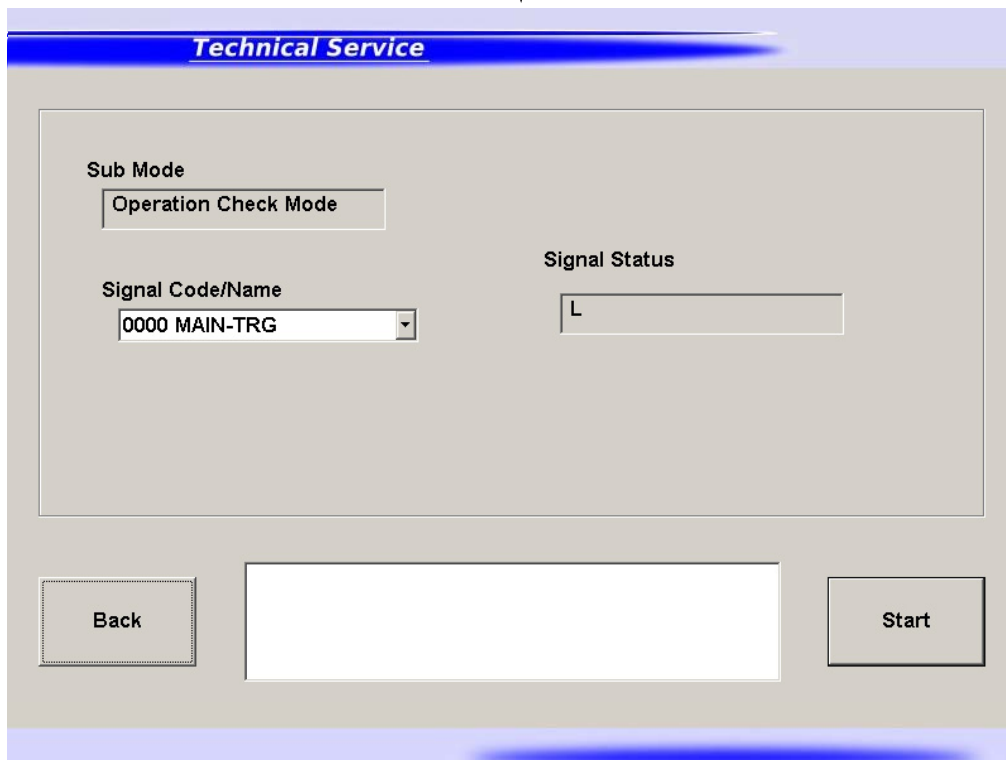 Technical Service
Sub Mode
Operation Check Mode
Signal Status
Signal Code/Name
L
0000 MAIN-TRG
Back
Start